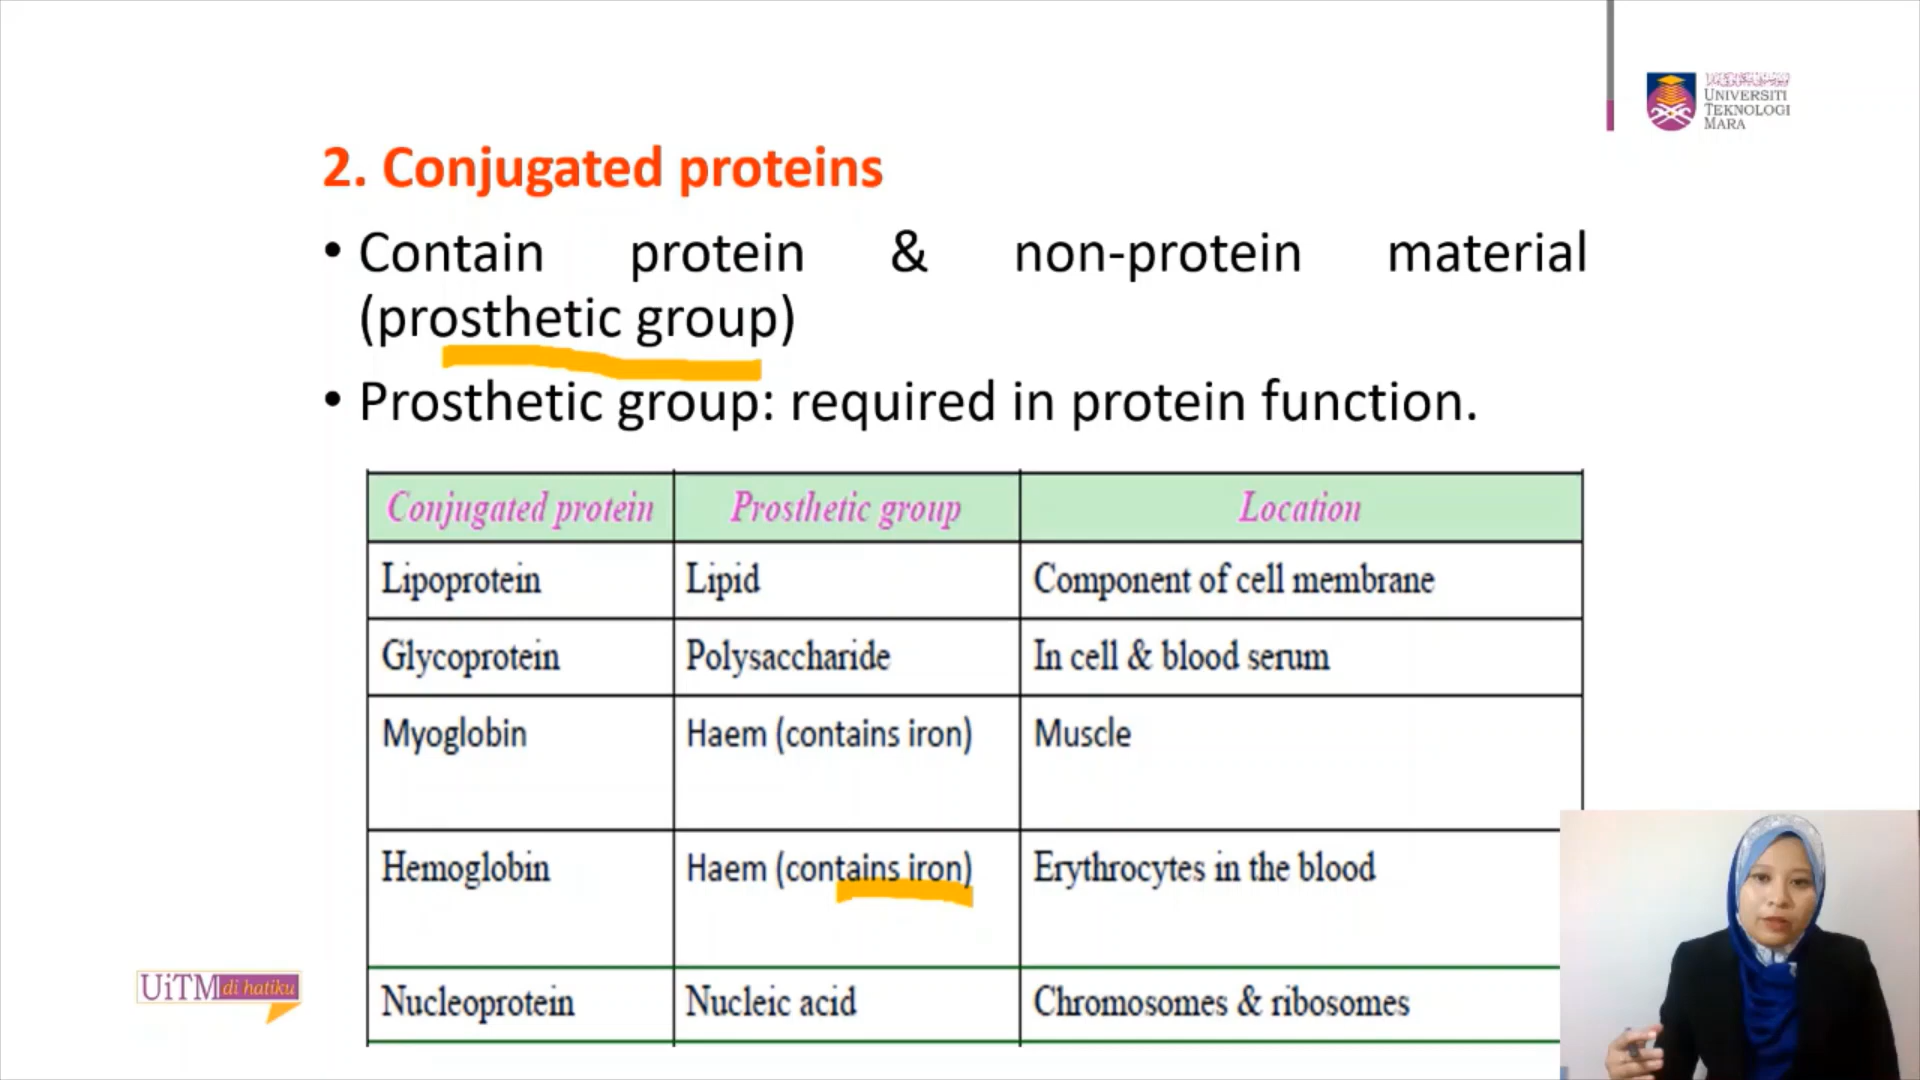 UNIVERSITI
TEKNOLOGI
MARA
2. Conjugated proteins
• Contain protein & non-protein material
(prosthetic group)
• Prosthetic group: required in protein function.
Conjugated protein Prosthetic group Location
Lipoprotein Lipid Component of cell membrane
Glycoprotein Polysaccharide In cell & blood serum
Myoglobin Haem (contains iron) Muscle
Hemoglobin Haem (contains iron) Erythrocytes in the blood
Nucleoprotein Nucleic acid Chromosomes & ribosomes
UiTM di hatiku